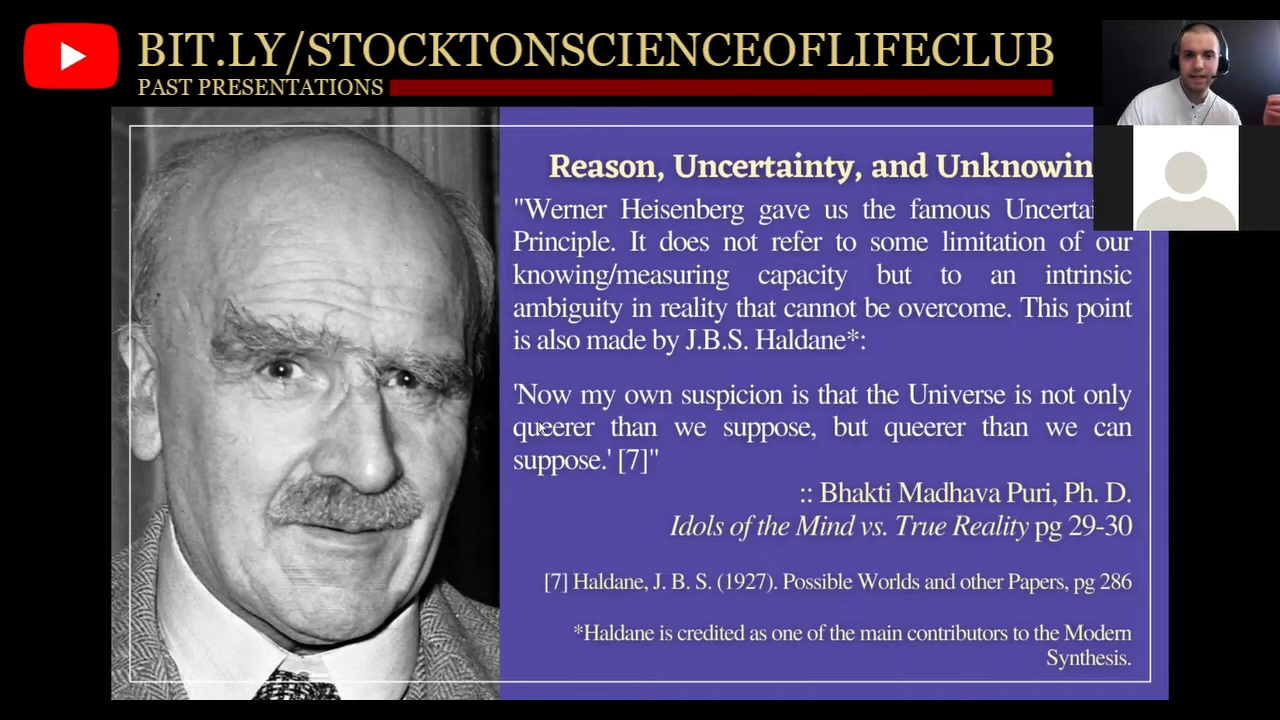 BIT.LY/STOCKTONSCIENCEOFLIFECLUB
PAST PRESENTATIONS
Reason, Uncertainty, and Unknowin
"Werner Heisenberg gave us the famous Uncertai
Principle. It does not refer to some limitation of our
knowing/measuring capacity but to an intrinsic
ambiguity in reality that cannot be overcome. This point
is also made by J.B.S. Haldane*:
'Now my own suspicion is that the Universe is not only
queerer than we suppose, but queerer than we can
suppose.' [7]"
:: Bhakti Madhava Puri, Ph. D.
Idols of the Mind vs. True Reality pg 29-30
[7] Haldane, J. B. S. (1927). Possible Worlds and other Papers, pg 286
*Haldane is credited as one of the main contributors to the Modern
Synthesis.